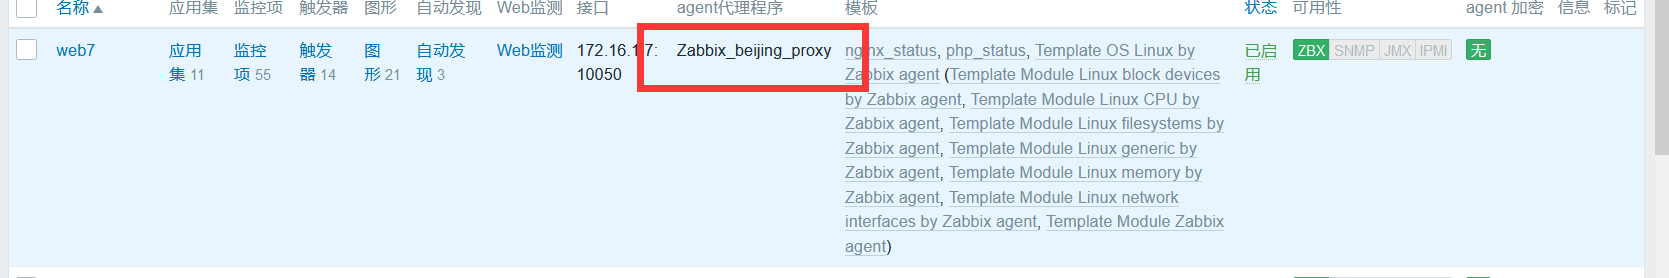 名称 应用集 监控项 触发器 图形 自动发现 Web监测 接口 agent代理程序 模板 状态 可用性 agent 加密 信息 标记
web7 应用 监控 触发 图 自动发 Web监测 172.16.1.7: Zabbix_beijing_proxy nginx_status, php_status, Template OS Linux by 已启 ZBX SNMP JMX IPMI 无
集 11 项 55 器 14 形 21 现 3 10050 Zabbix agent (Template Module Linux block devices 用
by Zabbix agent, Template Module Linux CPU by
Zabbix agent, Template Module Linux filesystems by
Zabbix agent, Template Module Linux generic by
Zabbix agent, Template Module Linux memory by
Zabbix agent, Template Module Linux network
interfaces by Zabbix agent, Template Module Zabbix
agent)